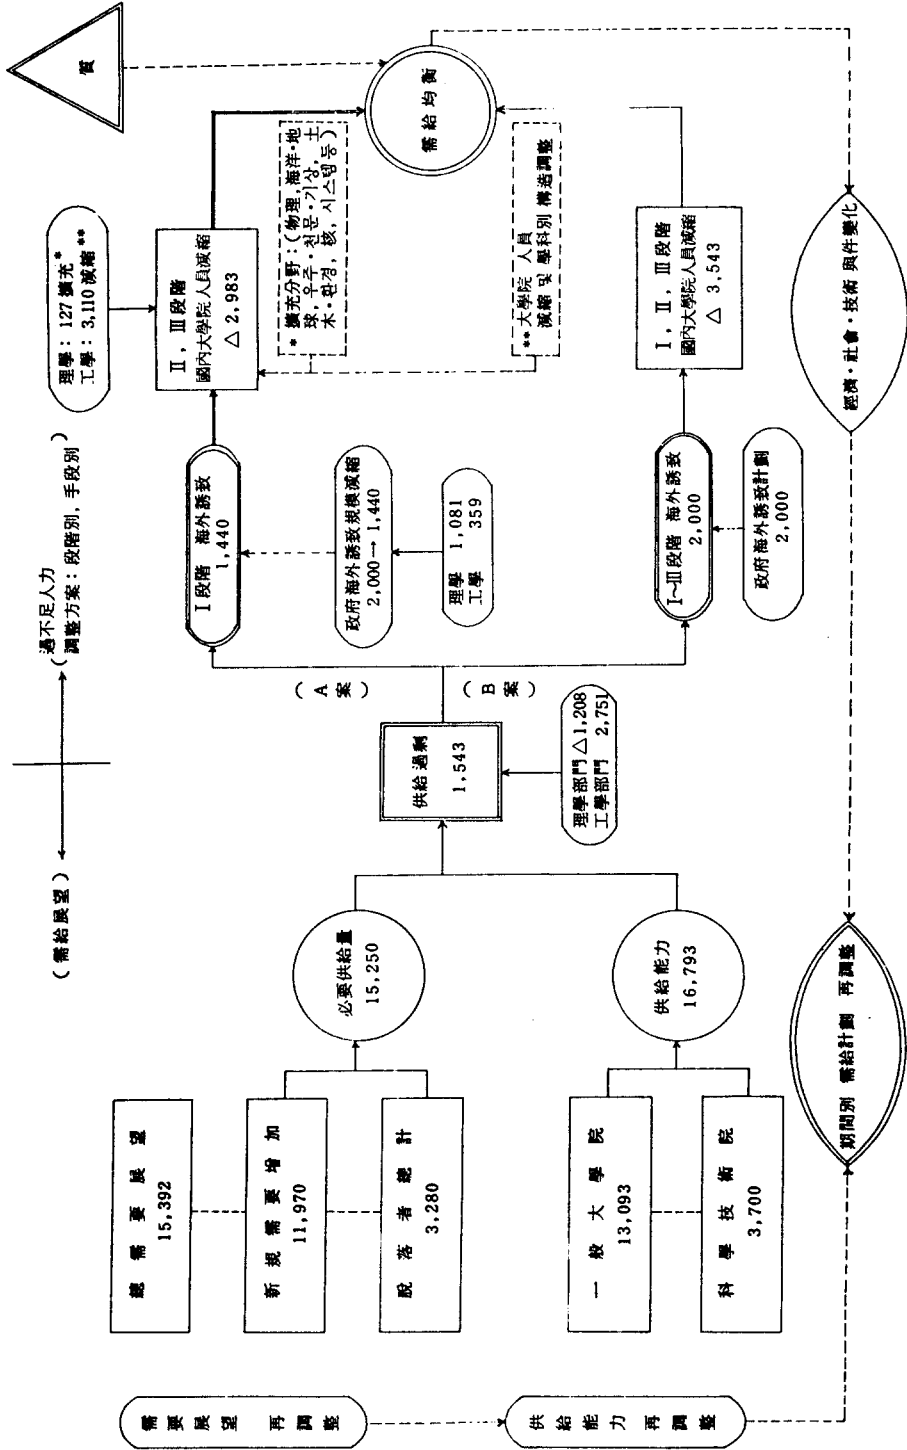 (需給展望)
過不足人力
(調整方案 : 段階別, 手段別)
需要展望 再調整
供給能力 再調整
總需要展望
15,392
新規需要增加
11,970
脫落者總計
3,280
一般大學院
13,093
科學技術院
3,700
必要供給量
15,250
供給能力
16,793
供給過剩
1,543
理學部門 △1,208
工學部門 2,751
(A案)
(B案)
I 段階 海外誘致
1,440
政府海外誘致規模減縮
2,000 → 1,440
理學 1,081
工學 359
I~Ⅲ段階 海外誘致
2,000
政府海外誘致計劃
2,000
理學 : 127 擴充*
工學 : 3,110 減縮**
Ⅱ, Ⅲ段階
國內大學院人員減縮
△ 2,983
* 擴充分野 : (物理, 海洋·地
球, 우주·천문·기상, 土
木 환경, 核, 시스템등)
** 大學院 人員
減縮 및 學科別 構造調整
I, Ⅱ, Ⅲ段階
國內大學院人員減縮
△ 3,543
質
需給均衡
經濟·社會·技術 與件變化
期間別 需給計劃 再調整